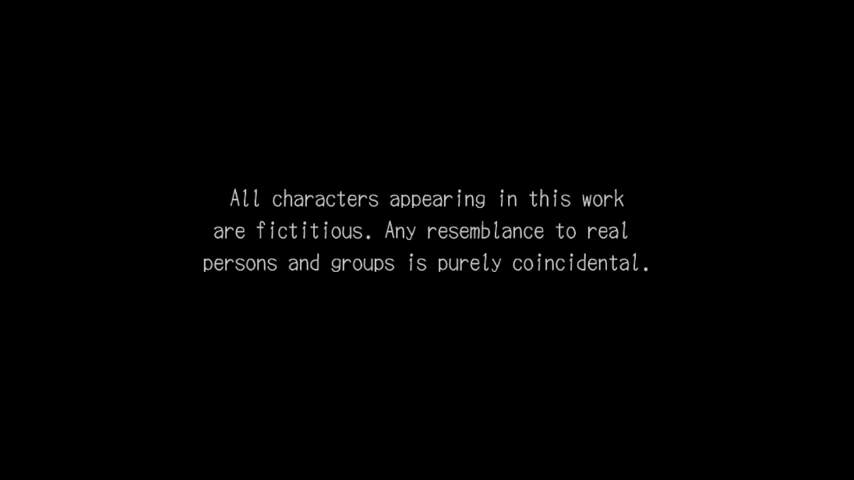 All characters appearing in this work
are fictitious. Any resemblance to real
persons and groups is purely coincidental.